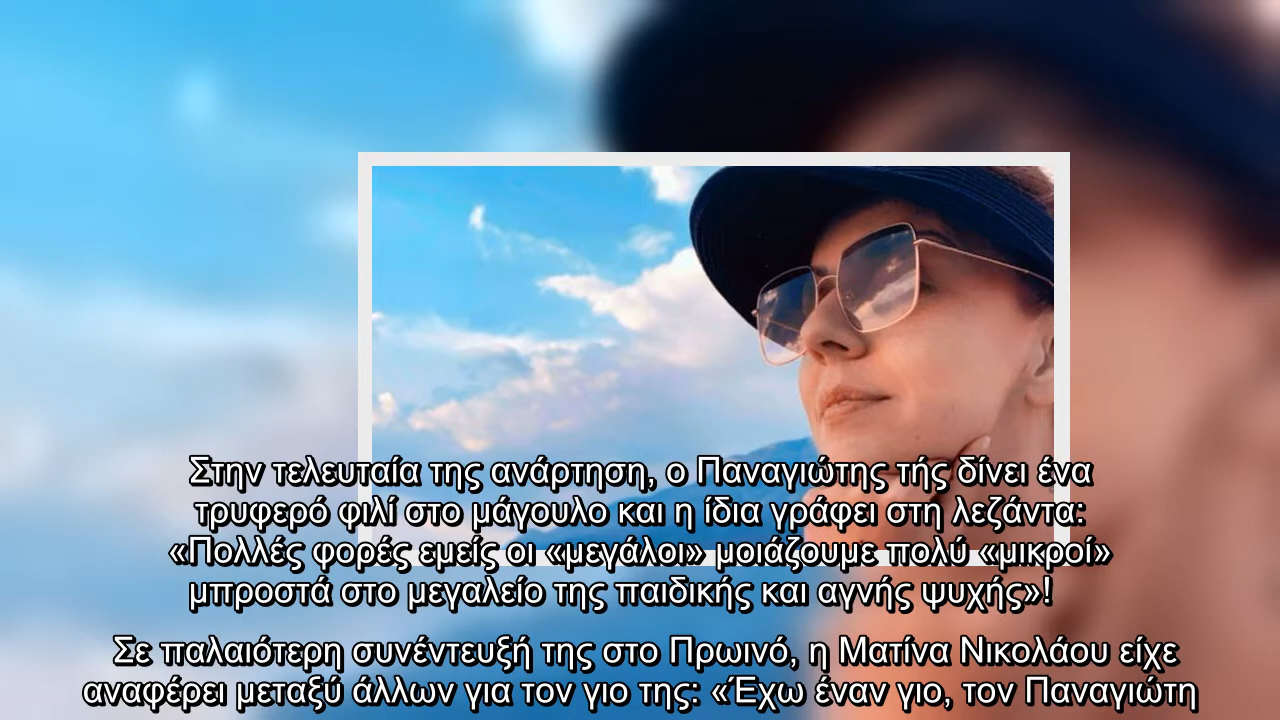 Στην τελευταία της ανάρτηση, ο Παναγιώτης τής δίνει ένα
τρυφερό φιλί στο μάγουλο και η ίδια γράφει στη λεζάντα:
«Πολλές φορές εμείς οι «μεγάλοι» μοιάζουμε πολύ «μικροί»
μπροστά στο μεγαλείο της παιδικής και αγνής ψυχής»!
Σε παλαιότερη συνέντευξή της στο Πρωινό, η Ματίνα Νικολάου είχε
αναφέρει μεταξύ άλλων για τον γιο της: «Έχω έναν γιο, τον Παναγιώτη